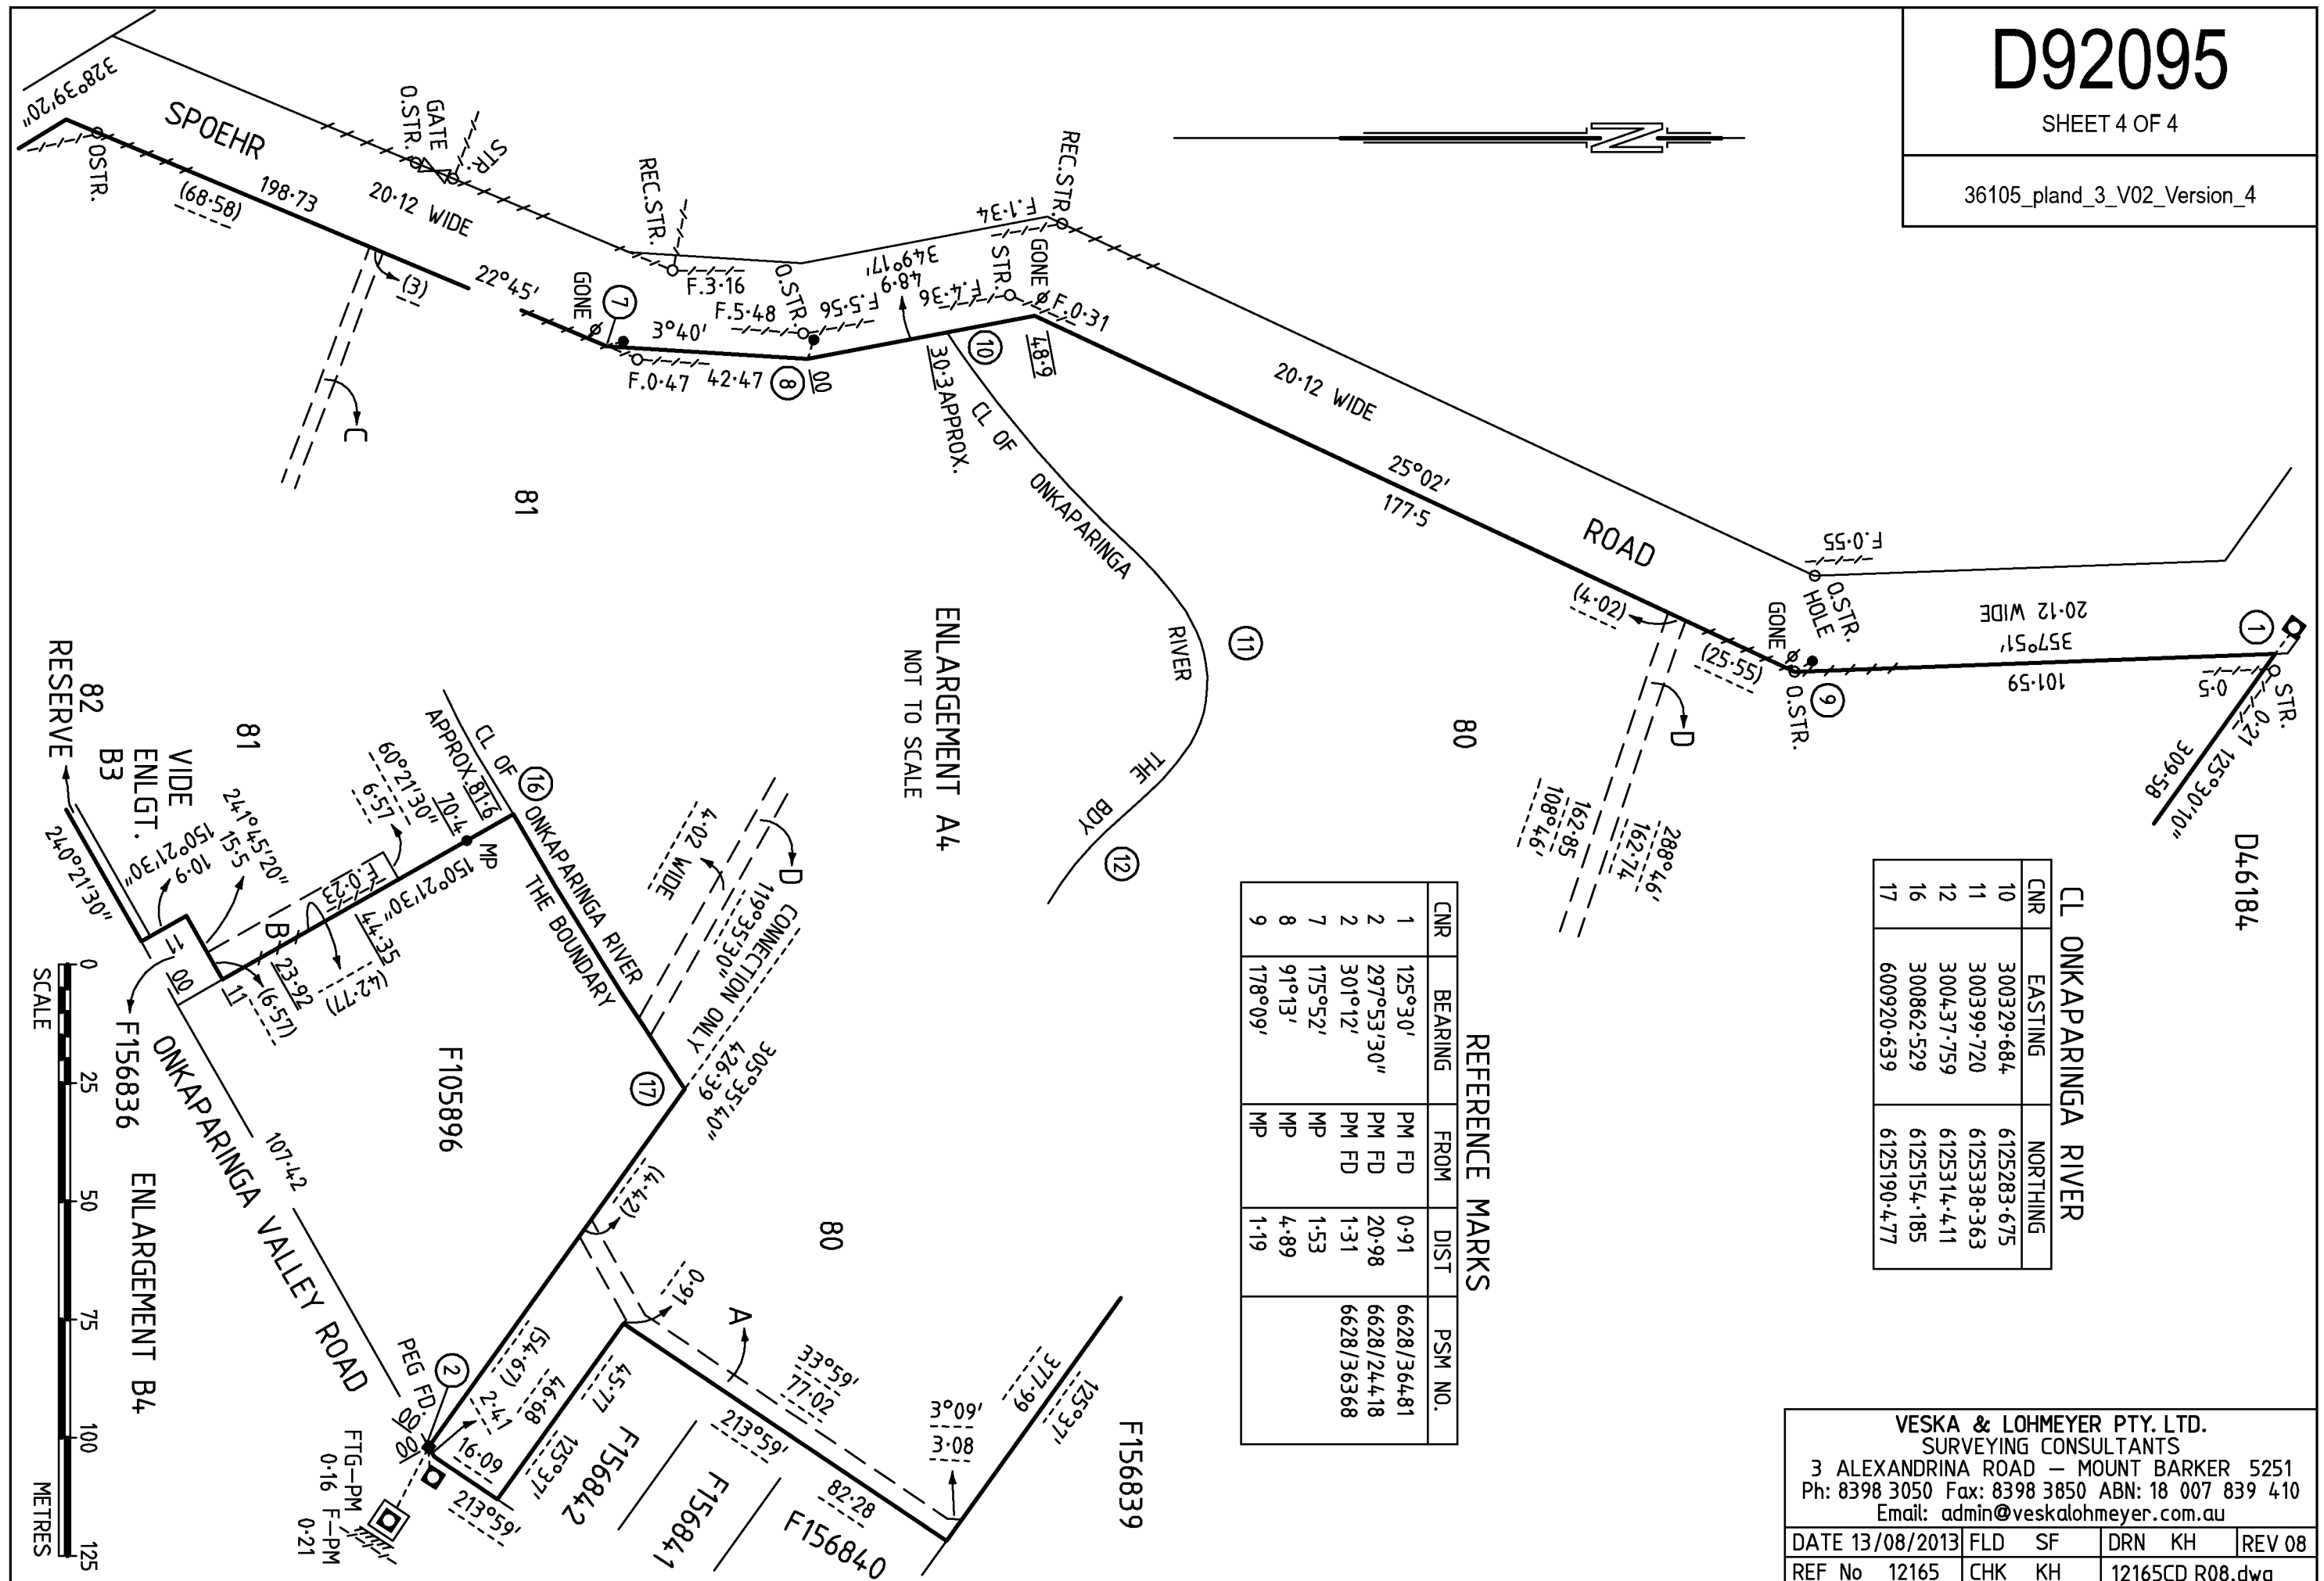 D92095
SHEET 4 OF 4
36105_pland_3_V02_Version_4
328°39'20"
SPOEHR
OSTR.
(68·58)
198·73
O.STR.
GATE
STR.
20·12 WIDE
(3)
C
22°45'
GONE
7
REC.STR.
F.3·16
3°40'
F.0·47
42·47
F.5·48
O.STR.
F.5·56
8
00
349°17'
48·9
F.4·36
F.1·34
REC.STR.
STR.
GONE
F.0·31
48·9
10
30·3 APPROX.
CL OF
ONKAPARINGA
RIVER
THE
BDY
11
12
81
20·12 WIDE
25°02'
177·5
ROAD
(4·02)
(25·55)
GONE
O.STR.
HOLE
O.STR.
9
F.0·55
20·12 WIDE
357°51'
101·59
1
0·5
STR.
0·21
125°30'10"
309·58
D
80
288°46'
162·74
162·85
108°46'
D46184
ENLARGEMENT A4
NOT TO SCALE
CL ONKAPARINGA RIVER
CNR EASTING NORTHING
10 300329·684 6125283·675
11 300399·720 6125338·363
12 300437·759 6125314·411
16 300862·529 6125154·185
17 600920·639 6125190·477
REFERENCE MARKS
CNR BEARING FROM DIST PSM NO.
1 125°30' PM FD 0·91 6628/36481
2 297°53'30" PM FD 20·98 6628/24418
2 301°12' PM FD 1·31 6628/36368
7 175°52' MP 1·53
8 91°13' MP 4·89
9 178°09' MP 1·19
82
RESERVE
81
VIDE
ENLGT.
B3
240°21'30"
150°21'30"
10·9
15·5
241°45'20"
60°21'30"
6·57
F.0·23
B
11
00
11
(6·57)
23·92
(42·77)
44·35
150°21'30"
MP
70·4
APPROX.81·6
16
CL OF
ONKAPARINGA RIVER
THE BOUNDARY
4·02 WIDE
D
119°35'30"
CONNECTION ONLY
305°35'40"
426·39
17
F105896
F156836
ONKAPARINGA VALLEY ROAD
107·42
(4·42)
80
0·91
A
33°59'
77·02
213°59'
82·28
3°09'
3·08
377·99
125°37'
F156839
F156840
F156841
F156842
45·77
125°37'
46·68
(54·67)
2·41
16·09
213°59'
2
PEG FD.
00
00
FTG–PM
0·16
F–PM
0·21
ENLARGEMENT B4
0 25 50 75 100 125
SCALE METRES
VESKA & LOHMEYER PTY. LTD.
SURVEYING CONSULTANTS
3 ALEXANDRINA ROAD – MOUNT BARKER 5251
Ph: 8398 3050 Fax: 8398 3850 ABN: 18 007 839 410
Email: admin@veskalohmeyer.com.au
DATE 13/08/2013 FLD SF DRN KH REV 08
REF No 12165 CHK KH 12165CD R08.dwg